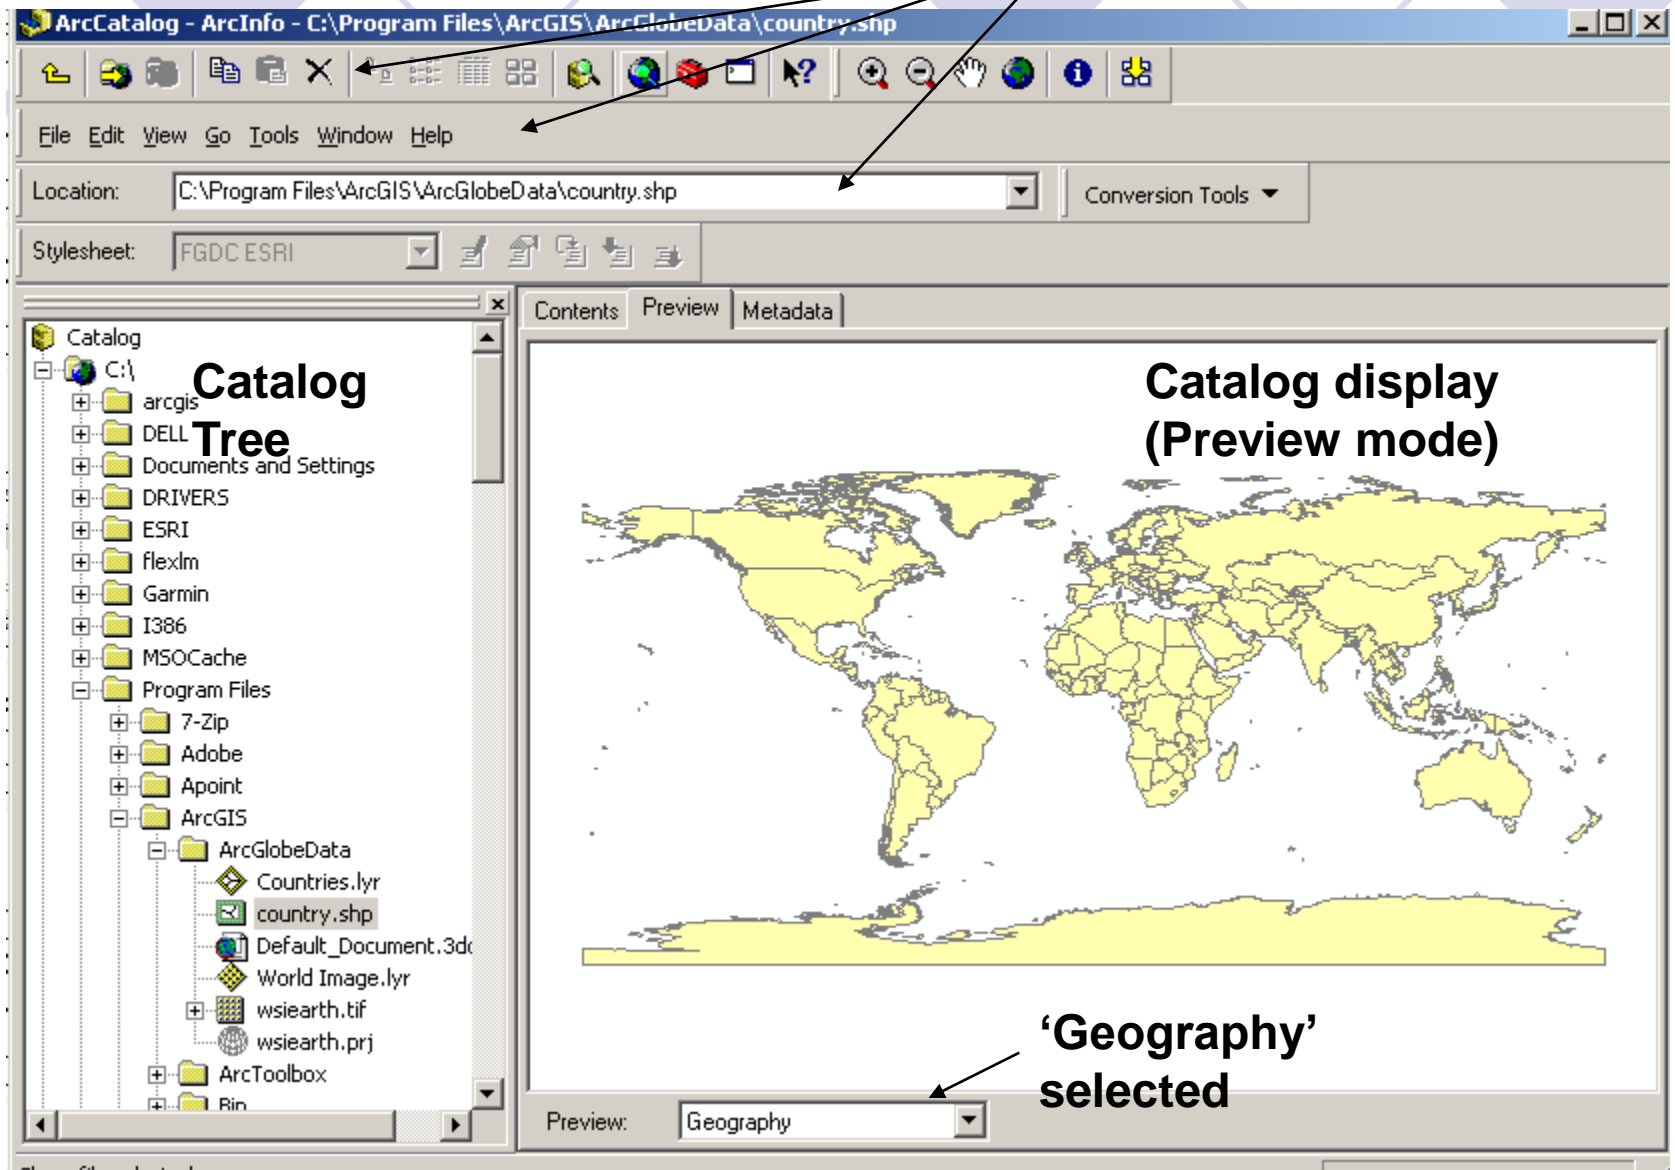 ArcCatalog - ArcInfo - C:\Program Files\ArcGIS\ArcGlobeData\country.shp
File Edit View Go Tools Window Help
Location: C:\Program Files\ArcGIS\ArcGlobeData\country.shp Conversion Tools
Stylesheet: FGDC ESRI
Contents Preview Metadata
Catalog
C:\
arcgis
DELL
Documents and Settings
DRIVERS
ESRI
flexlm
Garmin
I386
MSOCache
Program Files
7-Zip
Adobe
Apoint
ArcGIS
ArcGlobeData
Countries.lyr
country.shp
Default_Document.3dd
World Image.lyr
wsiearth.tif
wsiearth.prj
ArcToolbox
Bin
Catalog
Tree
Catalog display
(Preview mode)
‘Geography’
selected
Preview: Geography